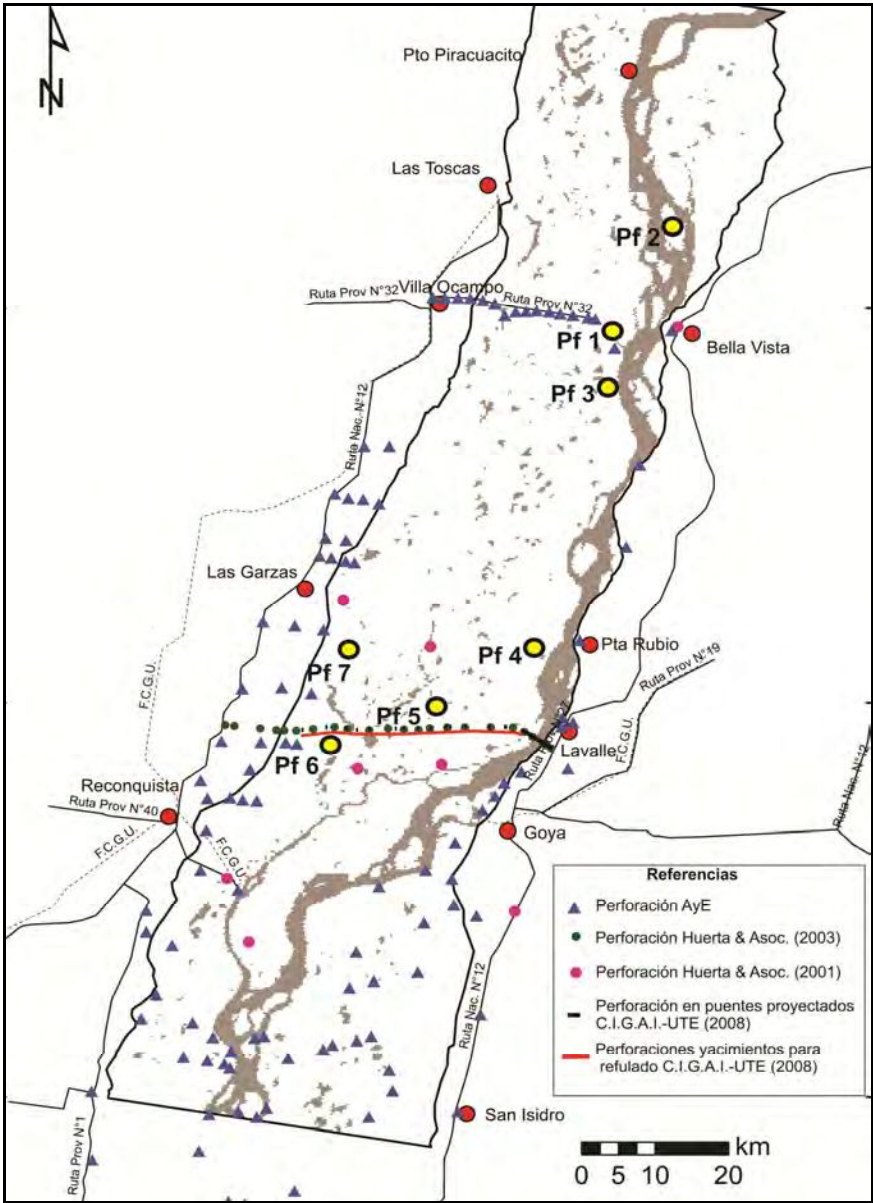 N
Pto Piracuacito
Las Toscas
Pf 2
Villa Ocampo
Ruta Prov N°32
Ruta Prov N°32
Pf 1
Bella Vista
Pf 3
Ruta Nac. N°12
Las Garzas
Pf 7
Pf 4
Pta Rubio
Ruta Prov N°19
F.C.G.U.
Pf 5
Lavalle
F.C.G.U.
Pf 6
Reconquista
Ruta Prov N°40
F.C.G.U.
F.C.G.U.
Goya
Ruta Nac. N°12
Referencias
Perforación AyE
Perforación Huerta & Asoc. (2003)
Perforación Huerta & Asoc. (2001)
Perforación en puentes proyectados
C.I.G.A.I.-UTE (2008)
Perforaciones yacimientos para
refulado C.I.G.A.I.-UTE (2008)
Ruta Nac. N°12
San Isidro
Ruta Prov N°1
km
0 5 10 20